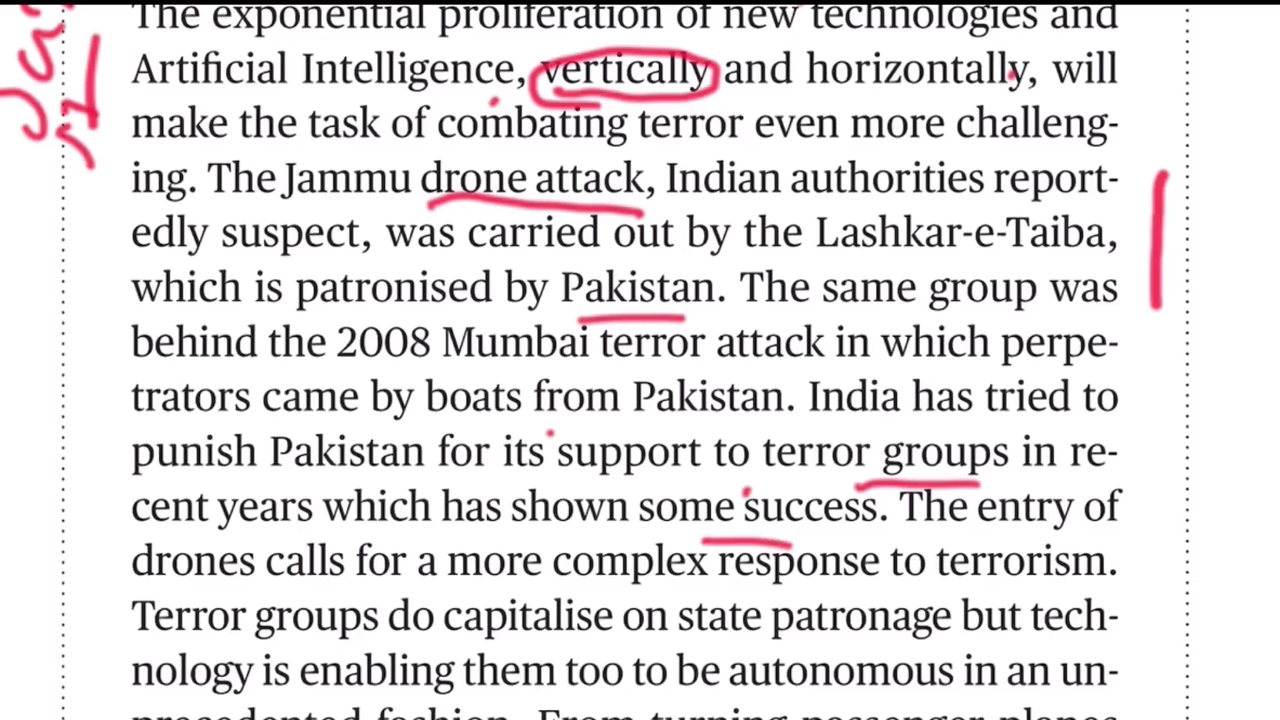 The exponential proliferation of new technologies and
Artificial Intelligence, vertically and horizontally, will
make the task of combating terror even more challeng-
ing. The Jammu drone attack, Indian authorities report-
edly suspect, was carried out by the Lashkar-e-Taiba,
which is patronised by Pakistan. The same group was
behind the 2008 Mumbai terror attack in which perpe-
trators came by boats from Pakistan. India has tried to
punish Pakistan for its support to terror groups in re-
cent years which has shown some success. The entry of
drones calls for a more complex response to terrorism.
Terror groups do capitalise on state patronage but tech-
nology is enabling them too to be autonomous in an un-
precedented fashion. From turning passenger planes